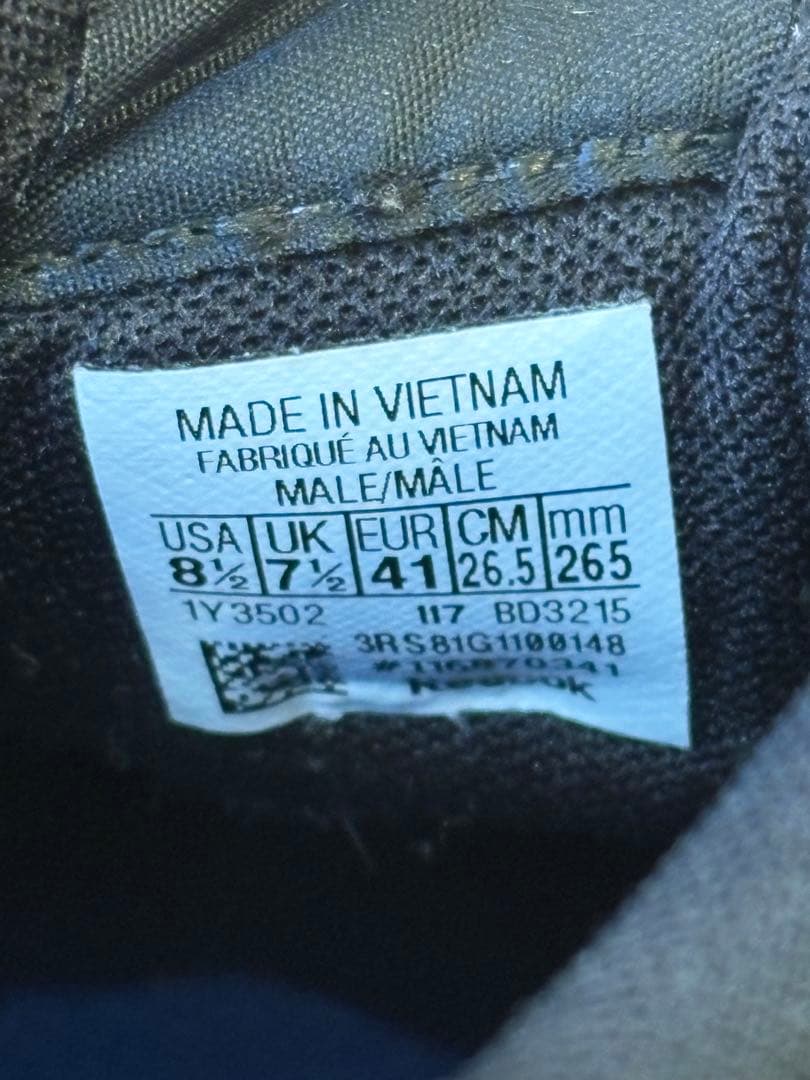 MADE IN VIETNAM
FABRIQUÉ AU VIETNAM
MALE/MÂLE
USA UK EUR CM mm
8½ 7½ 41 26.5 265
1Y3502 117 BD3215
3RS81G1100148
#116870341